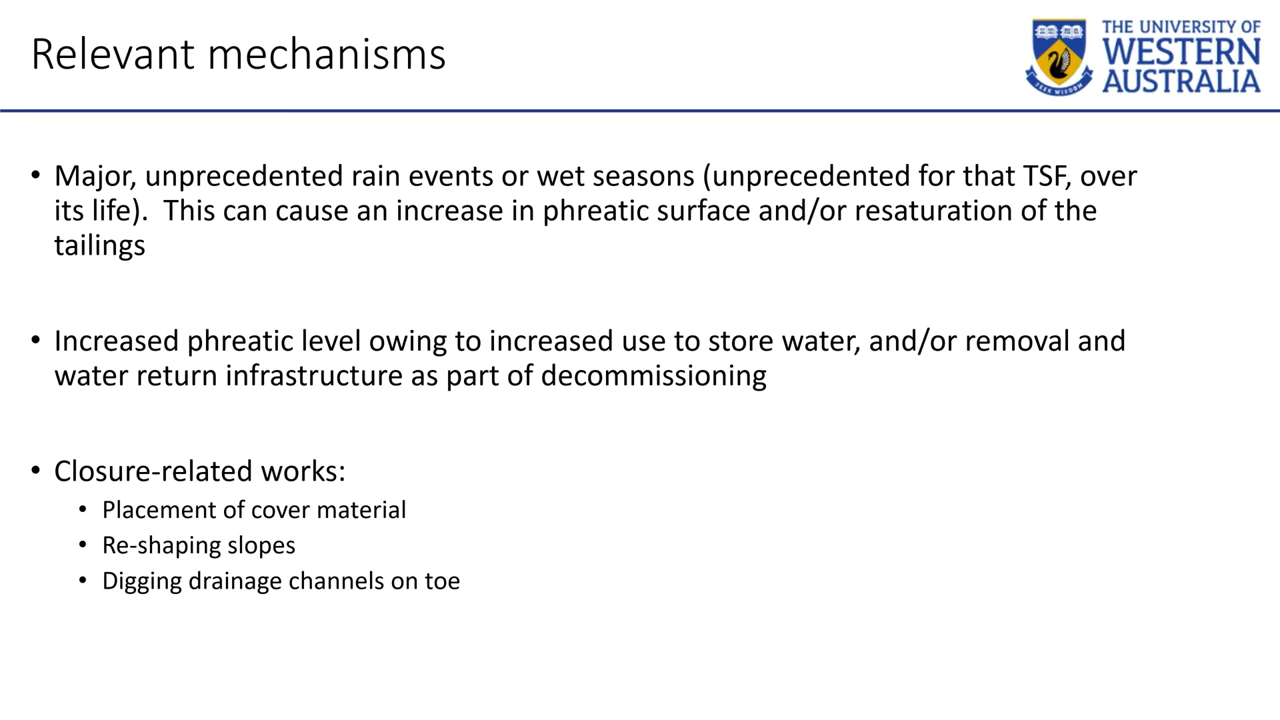 Relevant mechanisms
THE UNIVERSITY OF
WESTERN
AUSTRALIA
SEEK WISDOM
• Major, unprecedented rain events or wet seasons (unprecedented for that TSF, over
its life).  This can cause an increase in phreatic surface and/or resaturation of the
tailings
• Increased phreatic level owing to increased use to store water, and/or removal and
water return infrastructure as part of decommissioning
• Closure-related works:
• Placement of cover material
• Re-shaping slopes
• Digging drainage channels on toe